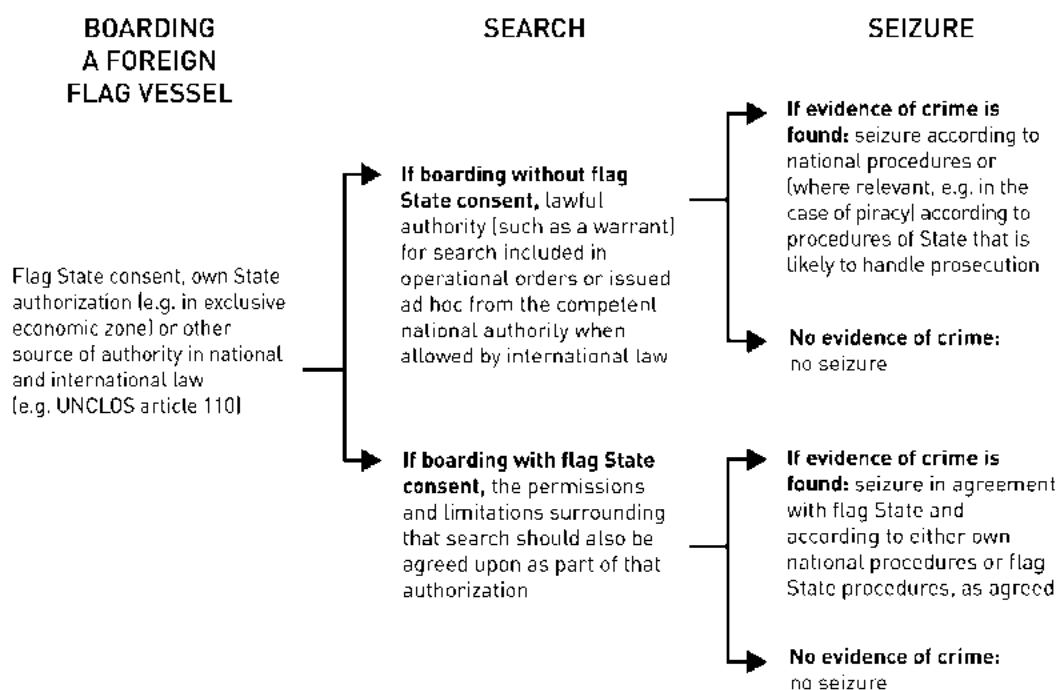 BOARDING
A FOREIGN
FLAG VESSEL
SEARCH
SEIZURE
Flag State consent, own State
authorization (e.g. in exclusive
economic zone) or other
source of authority in national
and international law
(e.g. UNCLOS article 110)
If boarding without flag
State consent, lawful
authority (such as a warrant)
for search included in
operational orders or issued
ad hoc from the competent
national authority when
allowed by international law
If boarding with flag State
consent, the permissions
and limitations surrounding
that search should also be
agreed upon as part of that
authorization
If evidence of crime is
found: seizure according to
national procedures or
(where relevant, e.g. in the
case of piracy) according to
procedures of State that is
likely to handle prosecution
No evidence of crime:
no seizure
If evidence of crime is
found: seizure in agreement
with flag State and
according to either own
national procedures or flag
State procedures, as agreed
No evidence of crime:
no seizure